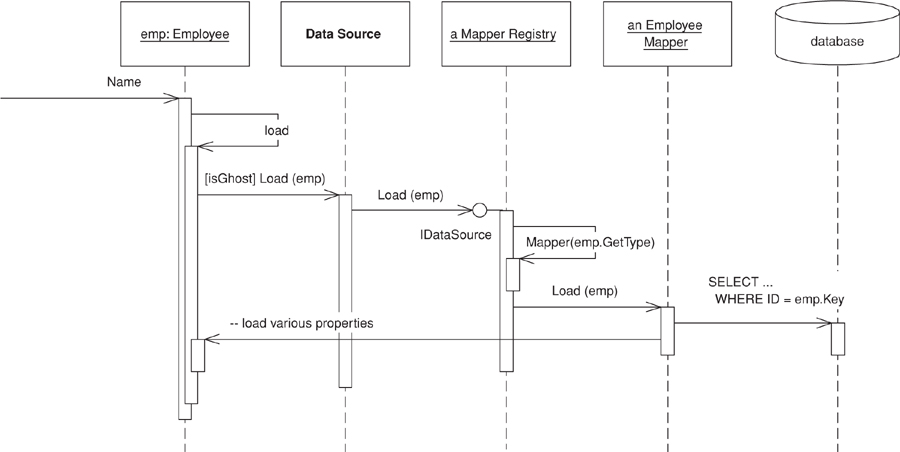 emp: Employee
Data Source
a Mapper Registry
an Employee
Mapper
database
Name
load
[isGhost] Load (emp)
Load (emp)
IDataSource
Mapper(emp.GetType)
Load (emp)
SELECT ...
WHERE ID = emp.Key
-- load various properties